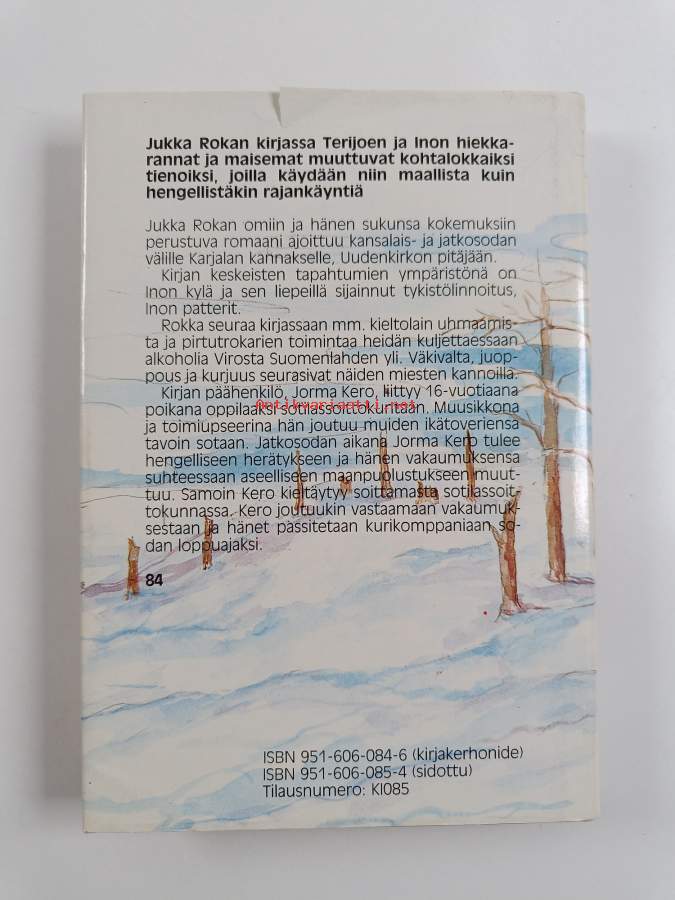 Jukka Rokan kirjassa Terijoen ja Inon hiekka-
rannat ja maisemat muuttuvat kohtalokkaiksi
tienoiksi, joilla käydään niin maallista kuin
hengellistäkin rajankäyntiä
Jukka Rokan omiin ja hänen sukunsa kokemuksiin
perustuva romaani ajoittuu kansalais- ja jatkosodan
välille Karjalan kannakselle, Uudenkirkon pitäjään.
Kirjan keskeisten tapahtumien ympäristönä on
Inon kylä ja sen liepeillä sijainnut tykistölinnoitus,
Inon patterit.
Rokka seuraa kirjassaan mm. kieltolain uhmaamis-
ta ja pirtutrokarien toimintaa heidän kuljettaessaan
alkoholia Virosta Suomenlahden yli. Väkivalta, juop-
pous ja kurjuus seurasivat näiden miesten kannoilla.
Kirjan päähenkilö, Jorma Kero, liittyy 16-vuotiaana
poikana oppilaaksi sotilassoittokuntaan. Muusikkona
antikvariaatti.net
ja toimiupseerina hän joutuu muiden ikätoveriensa
tavoin sotaan. Jatkosodan aikana Jorma Kero tulee
hengelliseen herätykseen ja hänen vakaumuksensa
suhteessaan aseelliseen maanpuolustukseen muut-
tuu. Samoin Kero kieltäytyy soittamasta sotilassoit-
tokunnassa. Kero joutuukin vastaamaan vakaumuk-
sestaan ja hänet passitetaan kurikomppaniaan so-
dan loppuajaksi.
84
ISBN 951-606-084-6 (kirjakerhonide)
ISBN 951-606-085-4 (sidottu)
Tilausnumero: KI085